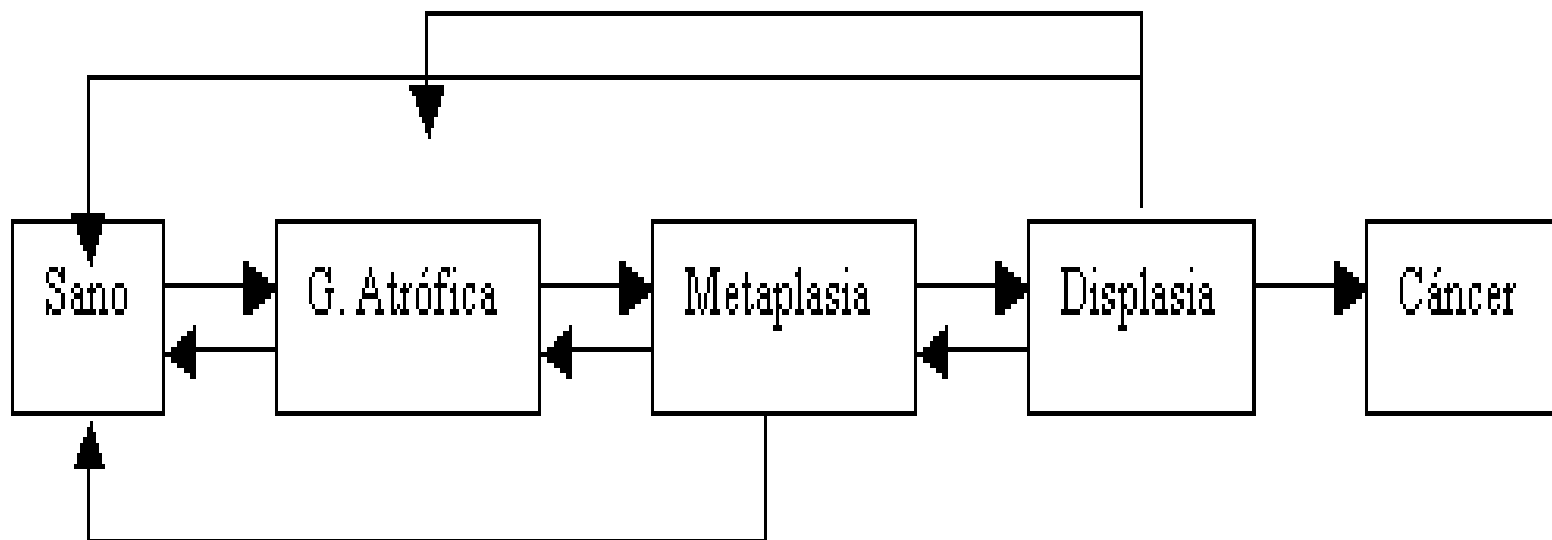 Sano
G. Atrófica
Metaplasia
Displasia
Cáncer